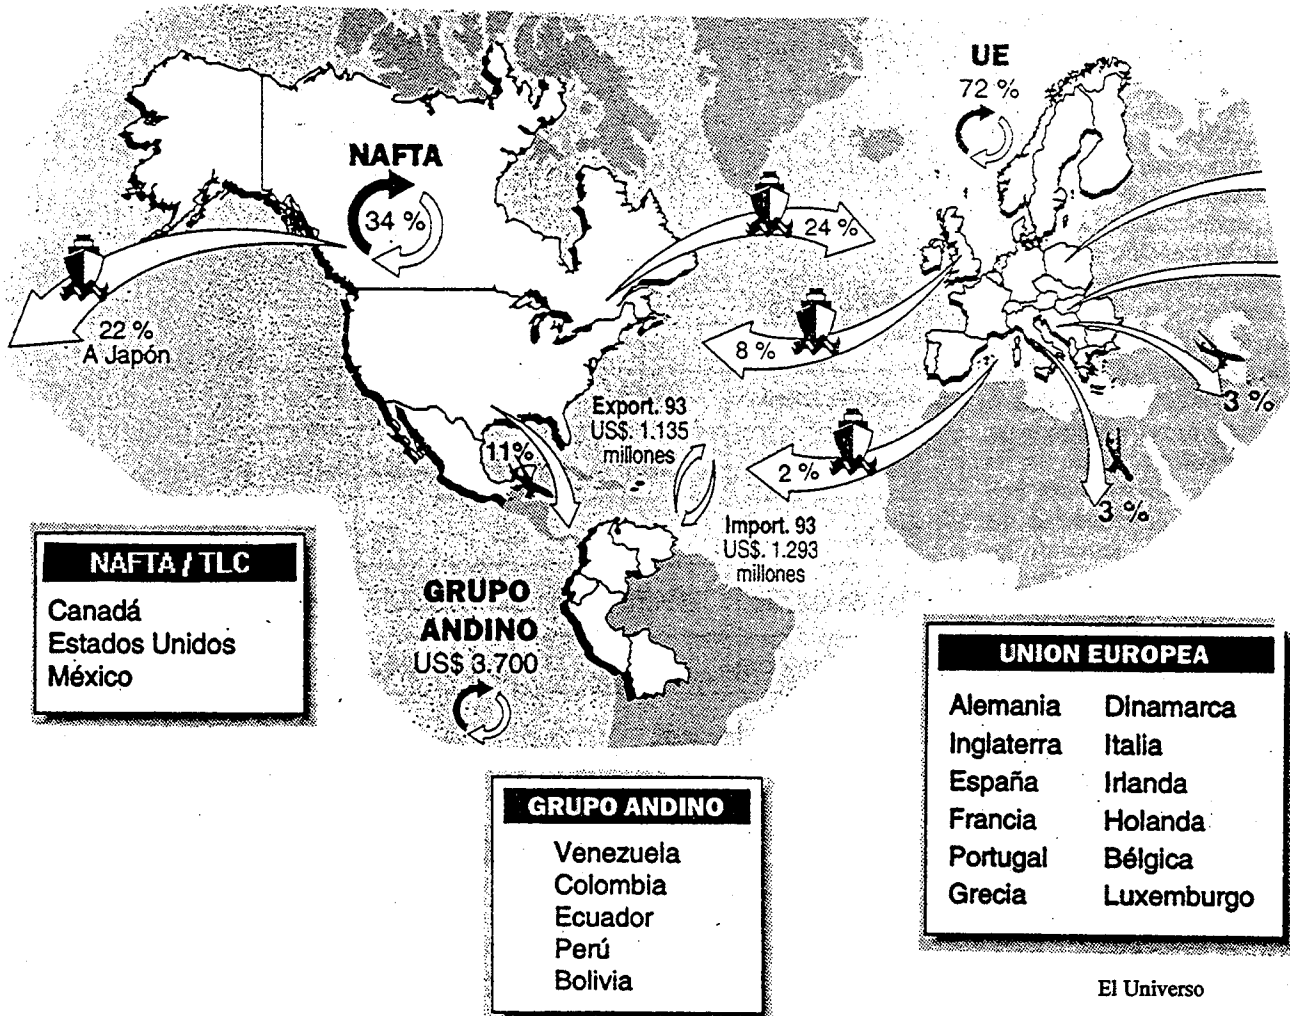 UE
72 %
NAFTA
34 %
24 %
22 %
A Japón
8 %
3 %
Export. 93
US$. 1.135
millones
11%
2 %
3 %
Import. 93
US$. 1.293
millones
GRUPO
ANDINO
US$ 3.700
NAFTA / TLC
Canadá
Estados Unidos
México
GRUPO ANDINO
Venezuela
Colombia
Ecuador
Perú
Bolivia
UNION EUROPEA
Alemania Dinamarca
Inglaterra Italia
España Irlanda
Francia Holanda
Portugal Bélgica
Grecia Luxemburgo
El Universo